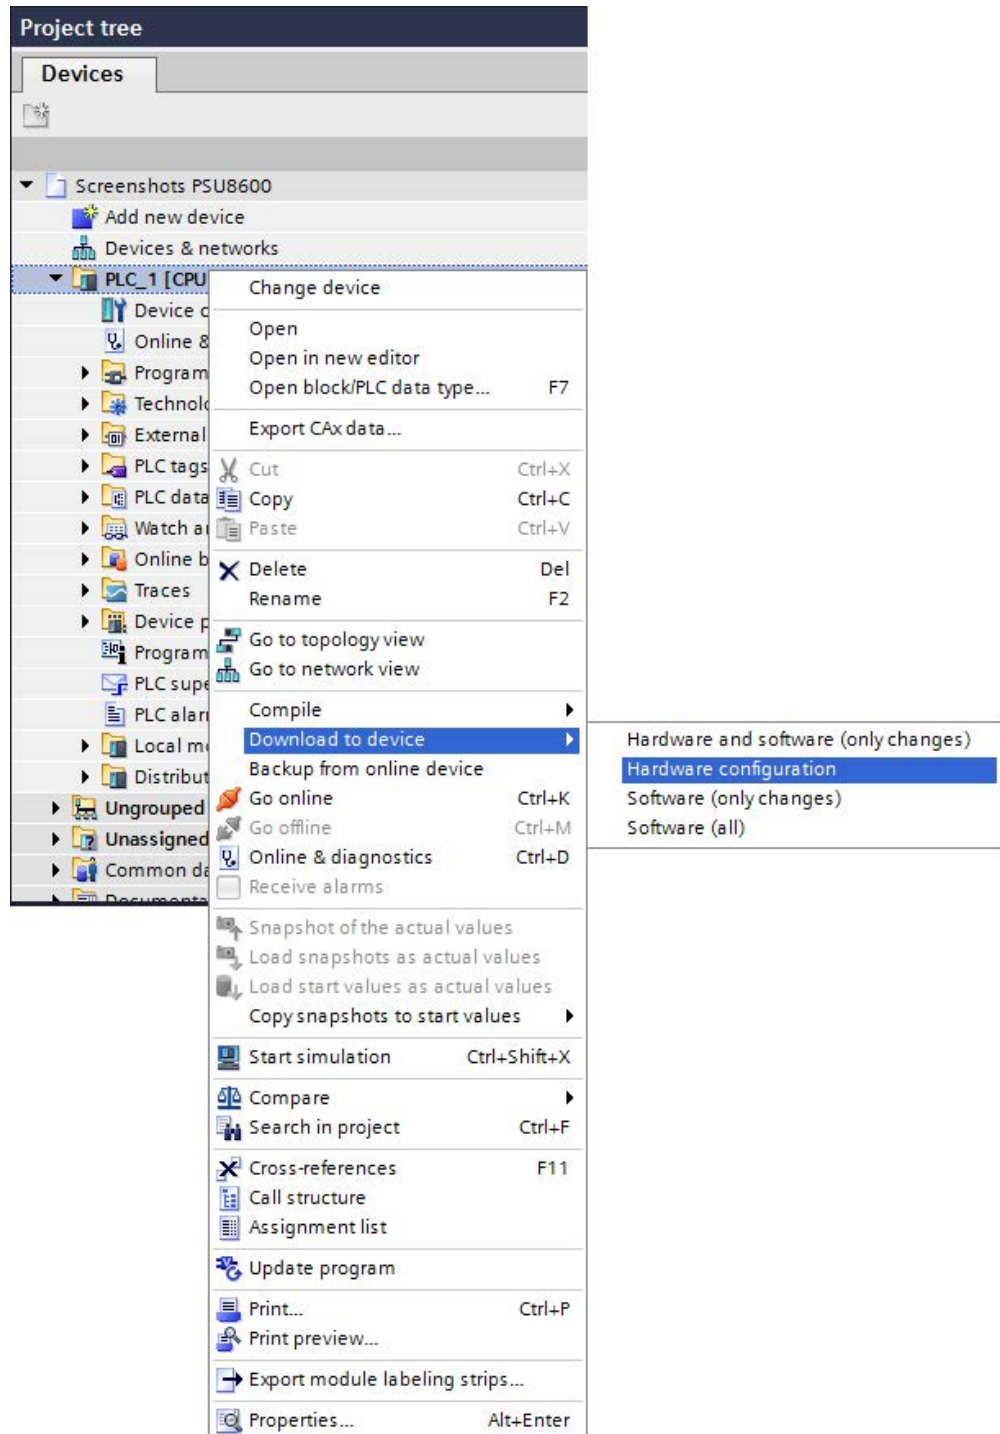 Project tree
Devices
Screenshots PSU8600
Add new device
Devices & networks
PLC_1 [CPU
Device c
Online &
Program
Technolo
External
PLC tags
PLC data
Watch a
Online b
Traces
Device p
Program
PLC supe
PLC alar
Local m
Distribut
Ungrouped
Unassigned
Common da
Documenta
Change device
Open
Open in new editor
Open block/PLC data type... F7
Export CAx data...
Cut Ctrl+X
Copy Ctrl+C
Paste Ctrl+V
Delete Del
Rename F2
Go to topology view
Go to network view
Compile
Download to device
Backup from online device
Go online Ctrl+K
Go offline Ctrl+M
Online & diagnostics Ctrl+D
Receive alarms
Snapshot of the actual values
Load snapshots as actual values
Load start values as actual values
Copy snapshots to start values
Start simulation Ctrl+Shift+X
Compare
Search in project Ctrl+F
Cross-references F11
Call structure
Assignment list
Update program
Print... Ctrl+P
Print preview...
Export module labeling strips...
Properties... Alt+Enter
Hardware and software (only changes)
Hardware configuration
Software (only changes)
Software (all)